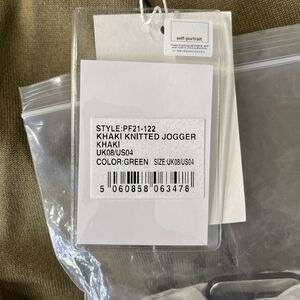 self-portrait
STYLE:PF21-122
KHAKI KNITTED JOGGER
KHAKI
UK08/US04
COLOR:GREEN SIZE:UK08/US04
5 060858 063478